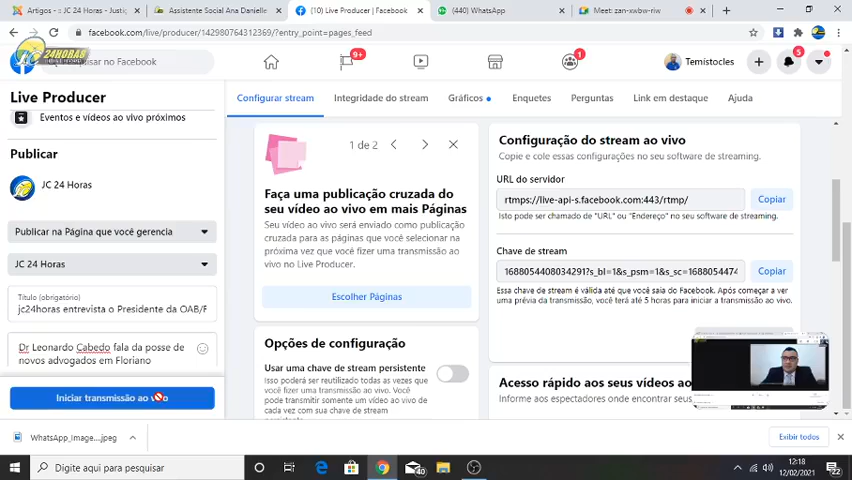 Artigos - :: JC 24 Horas - Justiç
Assistente Social Ana Danielle
(10) Live Producer | Facebook
(440) WhatsApp
Meet: zan-xwbw-riw
facebook.com/live/producer/142980764312369/?entry_point=pages_feed
24HORAS
Pesquisar no Facebook
9+
1
Temístocles
5
Live Producer
Eventos e vídeos ao vivo próximos
Publicar
JC 24 Horas
Publicar na Página que você gerencia
JC 24 Horas
Título (obrigatório)
jc24horas entrevista o Presidente da OAB/F
Dr Leonardo Cabedo fala da posse de
novos advogados em Floriano
Iniciar transmissão ao vivo
Configurar stream
Integridade do stream
Gráficos
Enquetes
Perguntas
Link em destaque
Ajuda
1 de 2
Faça uma publicação cruzada do
seu vídeo ao vivo em mais Páginas
Seu vídeo ao vivo será enviado como publicação
cruzada para as páginas que você selecionar na
próxima vez que você fizer uma transmissão ao
vivo no Live Producer.
Escolher Páginas
Opções de configuração
Usar uma chave de stream persistente
Isso poderá ser reutilizado todas as vezes que
você fizer uma transmissão ao vivo. Você
pode transmitir somente um vídeo ao vivo de
cada vez com sua chave de stream
Configuração do stream ao vivo
Copie e cole essas configurações no seu software de streaming.
URL do servidor
rtmps://live-api-s.facebook.com:443/rtmp/
Copiar
Isto pode ser chamado de "URL" ou "Endereço" no seu software de streaming.
Chave de stream
1688054408034291?s_bl=1&s_psm=1&s_sc=168805447
Copiar
Essa chave de stream é válida até que você saia do Facebook. Após começar a ver
uma prévia da transmissão, você terá até 5 horas para iniciar a transmissão ao vivo.
Acesso rápido aos seus vídeos ao
Informe aos espectadores onde encontrar seus
WhatsApp_Image....jpeg
Exibir todos
Digite aqui para pesquisar
40
12:18
12/02/2021
22